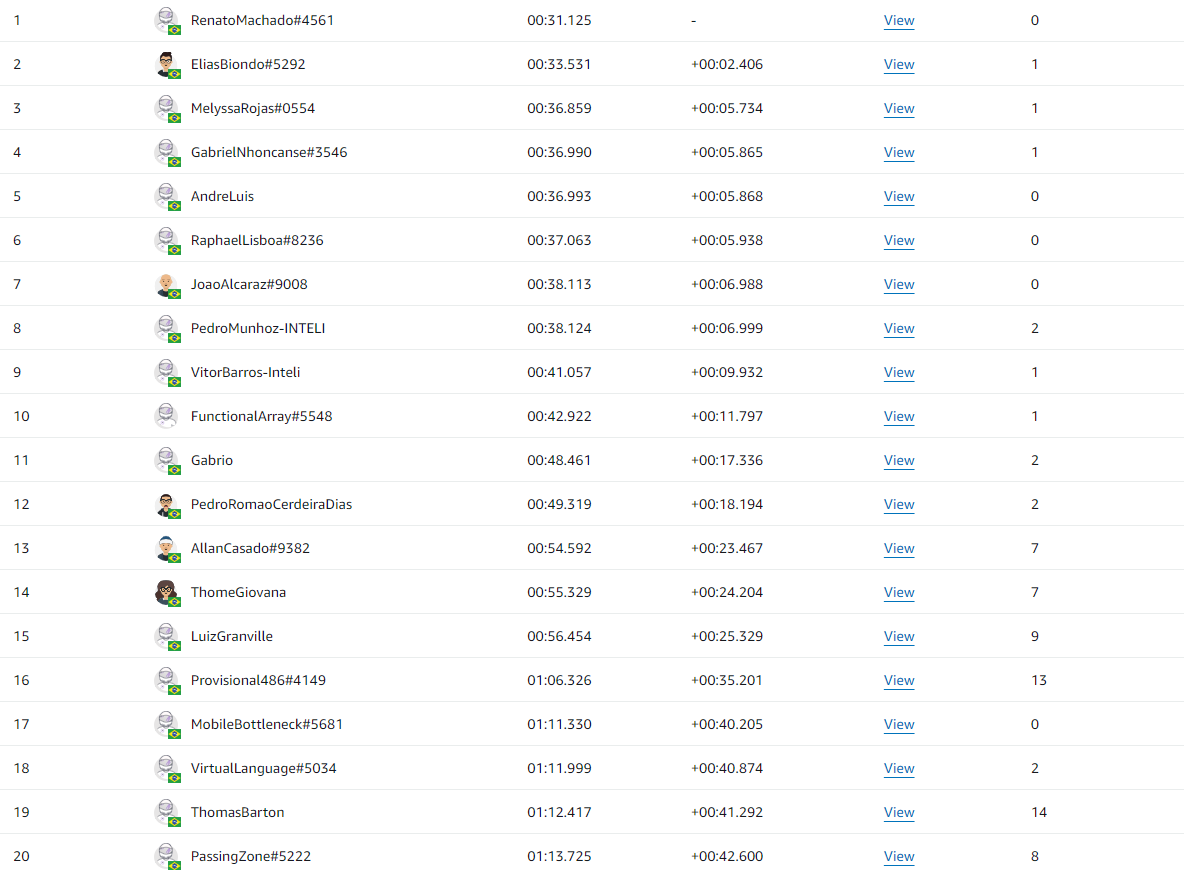 1 RenatoMachado#4561 00:31.125 - View 0
2 EliasBiondo#5292 00:33.531 +00:02.406 View 1
3 MelyssaRojas#0554 00:36.859 +00:05.734 View 1
4 GabrielNhoncanse#3546 00:36.990 +00:05.865 View 1
5 AndreLuis 00:36.993 +00:05.868 View 0
6 RaphaelLisboa#8236 00:37.063 +00:05.938 View 0
7 JoaoAlcaraz#9008 00:38.113 +00:06.988 View 0
8 PedroMunhoz-INTELI 00:38.124 +00:06.999 View 2
9 VitorBarros-Inteli 00:41.057 +00:09.932 View 1
10 FunctionalArray#5548 00:42.922 +00:11.797 View 1
11 Gabrio 00:48.461 +00:17.336 View 2
12 PedroRomaoCerdeiraDias 00:49.319 +00:18.194 View 2
13 AllanCasado#9382 00:54.592 +00:23.467 View 7
14 ThomeGiovana 00:55.329 +00:24.204 View 7
15 LuizGranville 00:56.454 +00:25.329 View 9
16 Provisional486#4149 01:06.326 +00:35.201 View 13
17 MobileBottleneck#5681 01:11.330 +00:40.205 View 0
18 VirtualLanguage#5034 01:11.999 +00:40.874 View 2
19 ThomasBarton 01:12.417 +00:41.292 View 14
20 PassingZone#5222 01:13.725 +00:42.600 View 8